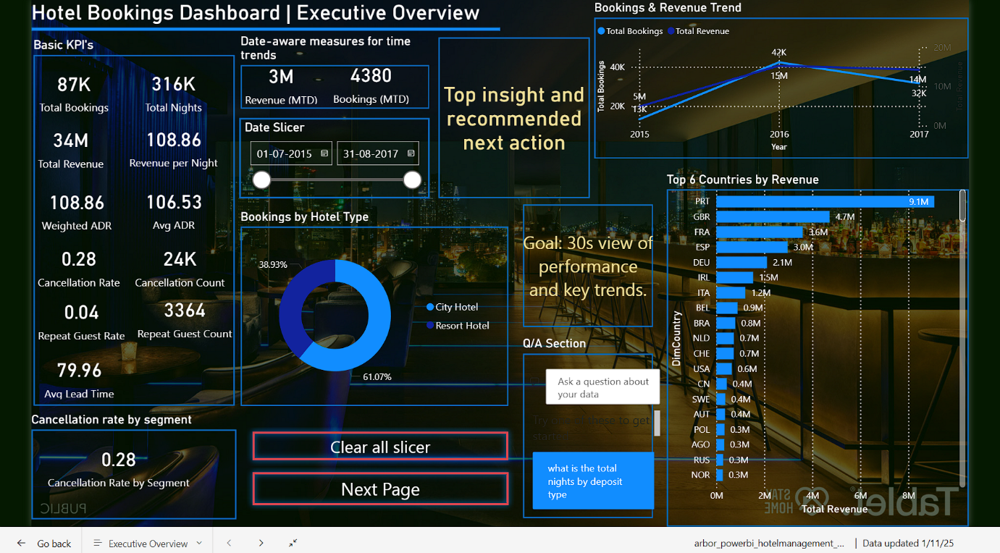 Hotel Bookings Dashboard | Executive Overview
Basic KPI's
87K
Total Bookings
316K
Total Nights
34M
Total Revenue
108.86
Revenue per Night
108.86
Weighted ADR
106.53
Avg ADR
0.28
Cancellation Rate
24K
Cancellation Count
0.04
Repeat Guest Rate
3364
Repeat Guest Count
79.96
Avg Lead Time
Cancellation rate by segment
0.28
Cancellation Rate by Segment
PUBLIC
Date-aware measures for time
trends
3M
Revenue (MTD)
4380
Bookings (MTD)
Date Slicer
01-07-2015
31-08-2017
Bookings by Hotel Type
38.93%
61.07%
City Hotel
Resort Hotel
Clear all slicer
Next Page
Top insight and
recommended
next action
Goal: 30s view of
performance
and key trends.
Q/A Section
Ask a question about
your data
Try one of these to get
started
what is the total
nights by deposit
type
Bookings & Revenue Trend
Total Bookings
Total Revenue
Total Bookings
40K
20K
5M
13K
42K
15M
14M
32K
20M
10M
0M
Total Revenue
2015
2016
2017
Year
Top 6 Countries by Revenue
DimCountry
PRT 9.1M
GBR 4.7M
FRA 3.6M
ESP 3.0M
DEU 2.1M
IRL 1.5M
ITA 1.2M
BEL 0.9M
BRA 0.8M
NLD 0.7M
CHE 0.7M
USA 0.6M
CN 0.4M
SWE 0.4M
AUT 0.4M
POL 0.3M
AGO 0.3M
RUS 0.3M
NOR 0.3M
0M 2M 4M 6M 8M
Total Revenue
STAY
HOME
Tablet
Go back
Executive Overview
arbor_powerbi_hotelmanagement_...
Data updated 1/11/25